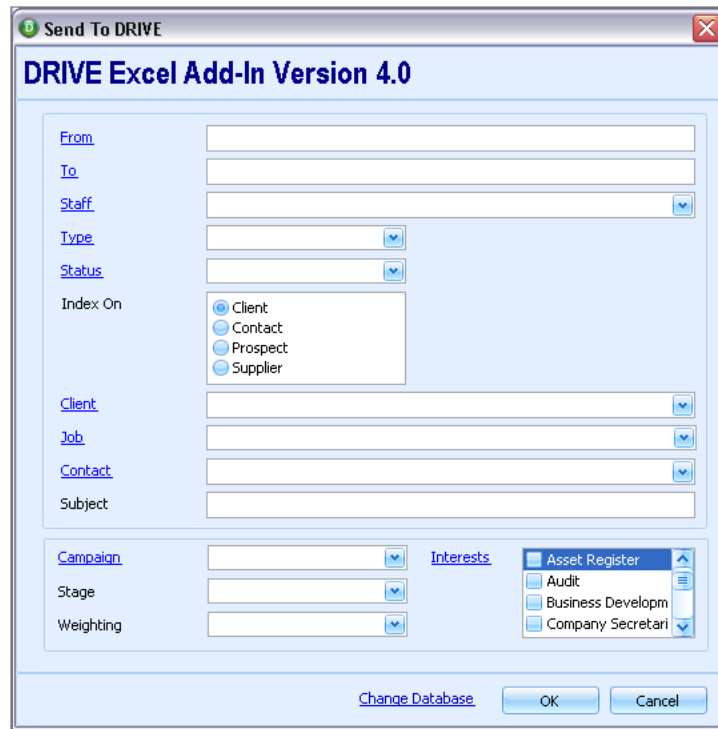 Send To DRIVE
DRIVE Excel Add-In Version 4.0
From
To
Staff
Type
Status
Index On
Client
Contact
Prospect
Supplier
Client
Job
Contact
Subject
Campaign
Interests
Asset Register
Audit
Business Developm
Company Secretari
Stage
Weighting
Change Database
OK
Cancel